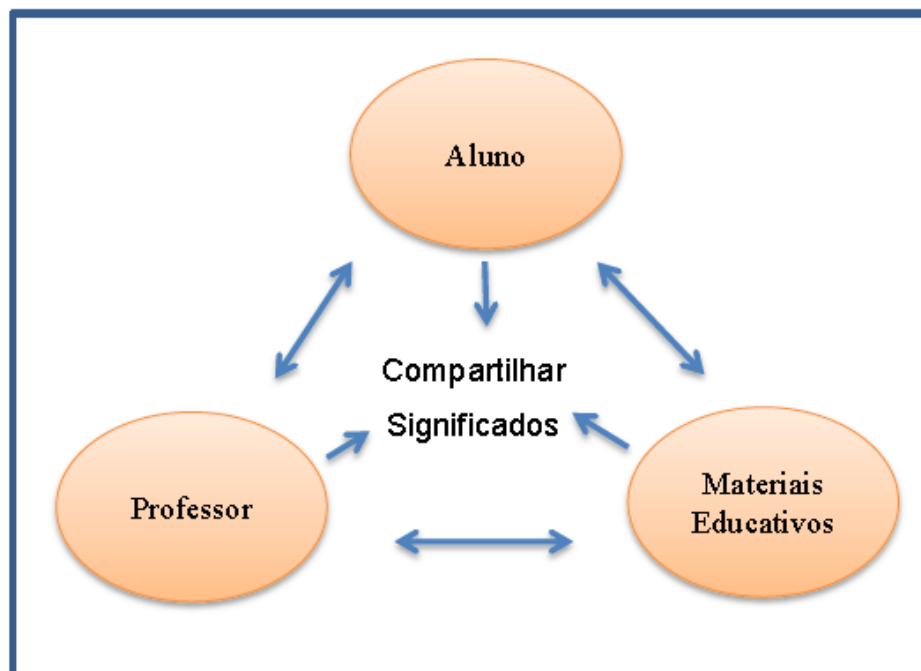 Aluno
Compartilhar
Significados
Professor
Materiais
Educativos